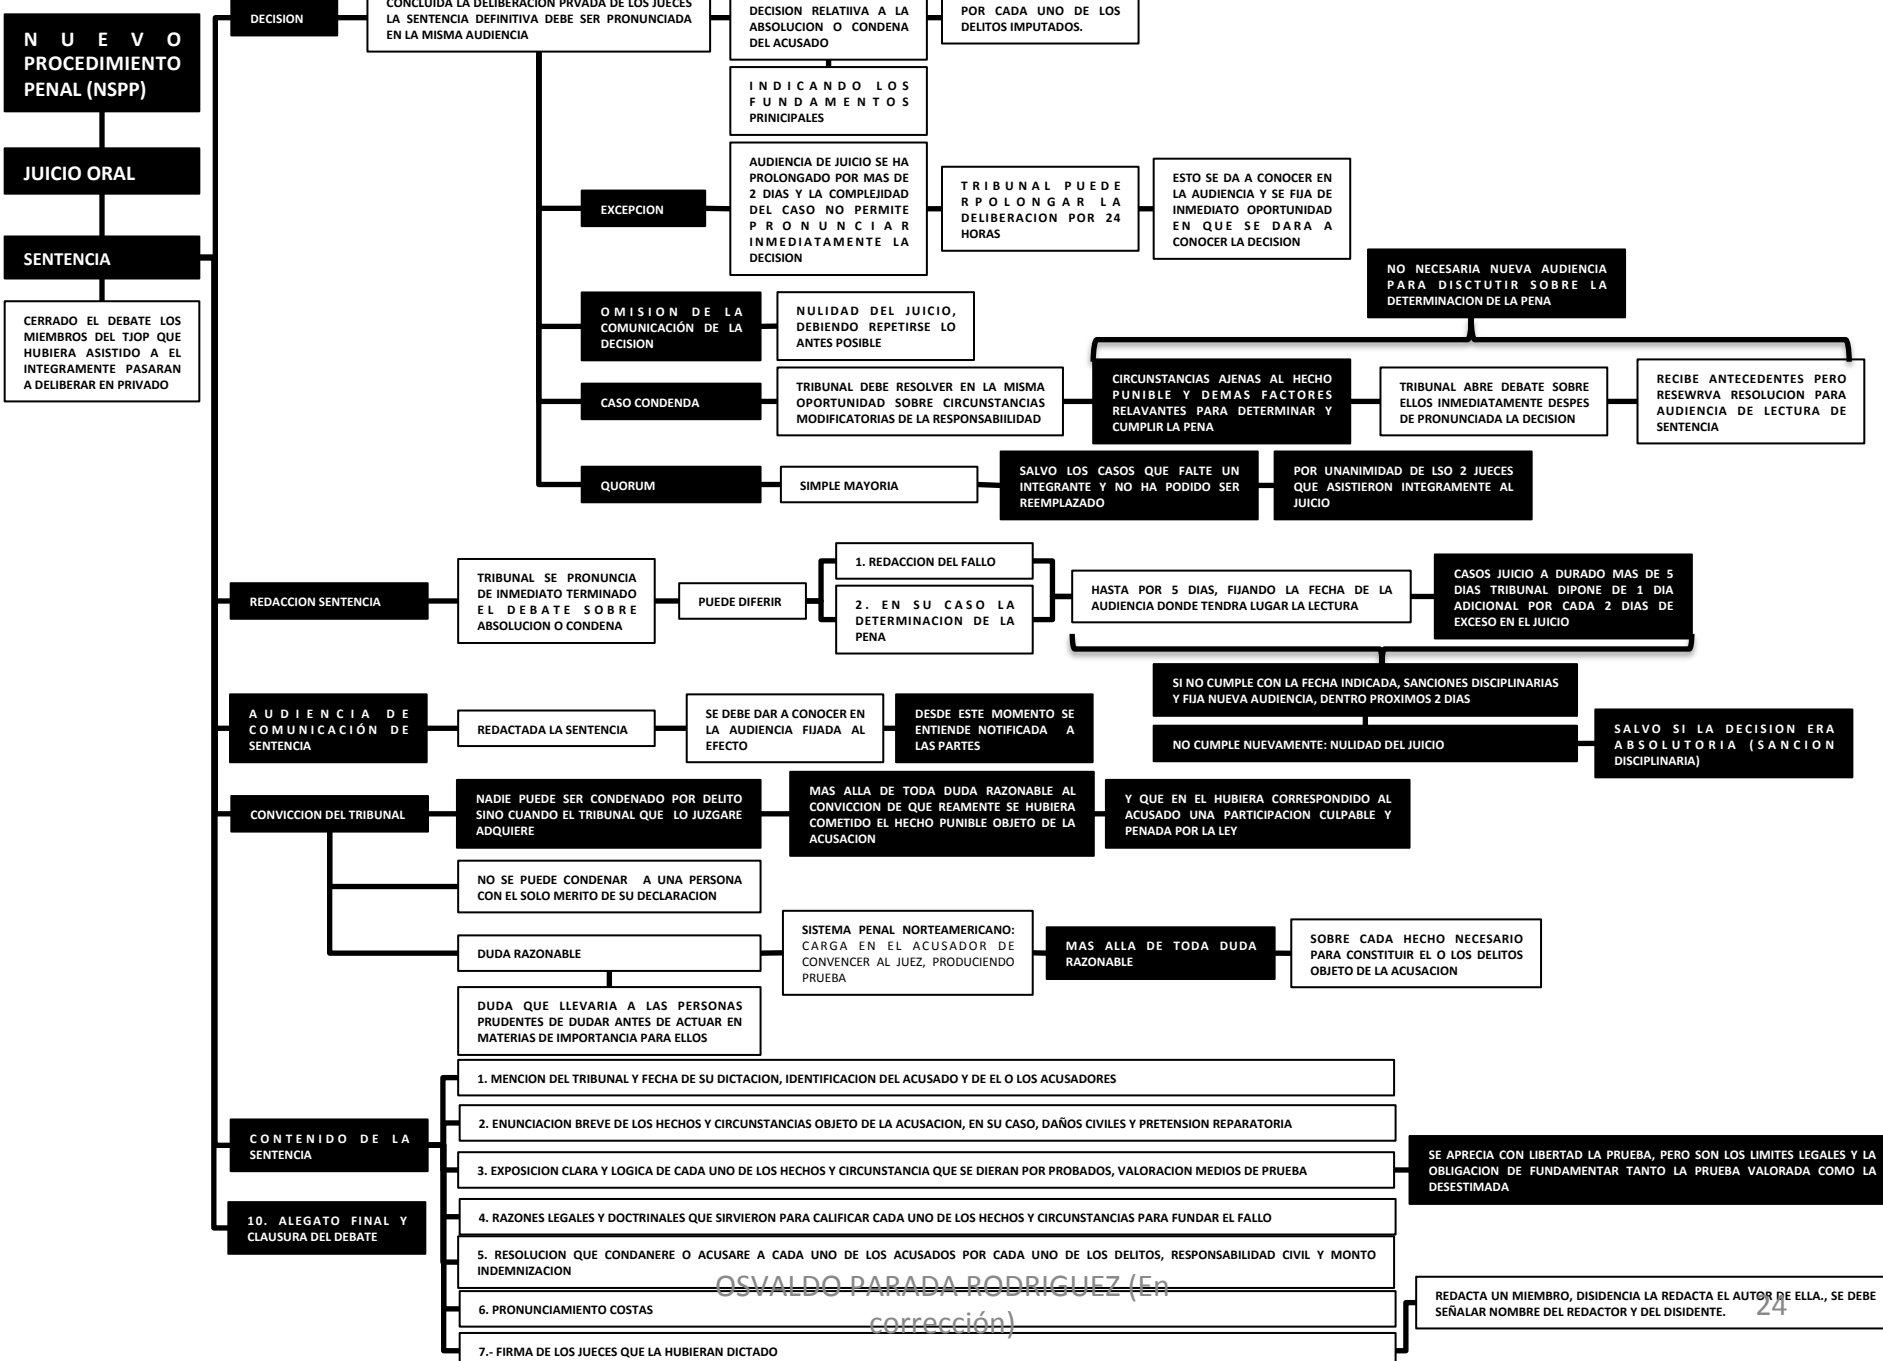 NUEVO
PROCEDIMIENTO
PENAL (NSPP)
JUICIO ORAL
SENTENCIA
CERRADO EL DEBATE LOS
MIEMBROS DEL TJOP QUE
HUBIERA ASISTIDO A EL
INTEGRAMENTE PASARAN
A DELIBERAR EN PRIVADO
DECISION
CONCLUIDA LA DELIBERACION PRVADA DE LOS JUECES
LA SENTENCIA DEFINITIVA DEBE SER PRONUNCIADA
EN LA MISMA AUDIENCIA
DECISION RELATIIVA A LA
ABSOLUCION O CONDENA
DEL ACUSADO
POR CADA UNO DE LOS
DELITOS IMPUTADOS.
INDICANDO LOS
FUNDAMENTOS
PRINICIPALES
EXCEPCION
AUDIENCIA DE JUICIO SE HA
PROLONGADO POR MAS DE
2 DIAS Y LA COMPLEJIDAD
DEL CASO NO PERMITE
PRONUNCIAR
INMEDIATAMENTE LA
DECISION
TRIBUNAL PUEDE
RPOLONGAR LA
DELIBERACION POR 24
HORAS
ESTO SE DA A CONOCER EN
LA AUDIENCIA Y SE FIJA DE
INMEDIATO OPORTUNIDAD
EN QUE SE DARA A
CONOCER LA DECISION
NO NECESARIA NUEVA AUDIENCIA
PARA DISCTUTIR SOBRE LA
DETERMINACION DE LA PENA
OMISION DE LA
COMUNICACIÓN DE LA
DECISION
NULIDAD DEL JUICIO,
DEBIENDO REPETIRSE LO
ANTES POSIBLE
CASO CONDENDA
TRIBUNAL DEBE RESOLVER EN LA MISMA
OPORTUNIDAD SOBRE CIRCUNSTANCIAS
MODIFICATORIAS DE LA RESPONSABIILIDAD
CIRCUNSTANCIAS AJENAS AL HECHO
PUNIBLE Y DEMAS FACTORES
RELAVANTES PARA DETERMINAR Y
CUMPLIR LA PENA
TRIBUNAL ABRE DEBATE SOBRE
ELLOS INMEDIATAMENTE DESPES
DE PRONUNCIADA LA DECISION
RECIBE ANTECEDENTES PERO
RESEWRVA RESOLUCION PARA
AUDIENCIA DE LECTURA DE
SENTENCIA
QUORUM
SIMPLE MAYORIA
SALVO LOS CASOS QUE FALTE UN
INTEGRANTE Y NO HA PODIDO SER
REEMPLAZADO
POR UNANIMIDAD DE LSO 2 JUECES
QUE ASISTIERON INTEGRAMENTE AL
JUICIO
REDACCION SENTENCIA
TRIBUNAL SE PRONUNCIA
DE INMEDIATO TERMINADO
EL DEBATE SOBRE
ABSOLUCION O CONDENA
PUEDE DIFERIR
1. REDACCION DEL FALLO
2. EN SU CASO LA
DETERMINACION DE LA
PENA
HASTA POR 5 DIAS, FIJANDO LA FECHA DE LA
AUDIENCIA DONDE TENDRA LUGAR LA LECTURA
CASOS JUICIO A DURADO MAS DE 5
DIAS TRIBUNAL DIPONE DE 1 DIA
ADICIONAL POR CADA 2 DIAS DE
EXCESO EN EL JUICIO
SI NO CUMPLE CON LA FECHA INDICADA, SANCIONES DISCIPLINARIAS
Y FIJA NUEVA AUDIENCIA, DENTRO PROXIMOS 2 DIAS
NO CUMPLE NUEVAMENTE: NULIDAD DEL JUICIO
SALVO SI LA DECISION ERA
ABSOLUTORIA (SANCION
DISCIPLINARIA)
AUDIENCIA DE
COMUNICACIÓN DE
SENTENCIA
REDACTADA LA SENTENCIA
SE DEBE DAR A CONOCER EN
LA AUDIENCIA FIJADA AL
EFECTO
DESDE ESTE MOMENTO SE
ENTIENDE NOTIFICADA A
LAS PARTES
CONVICCION DEL TRIBUNAL
NADIE PUEDE SER CONDENADO POR DELITO
SINO CUANDO EL TRIBUNAL QUE LO JUZGARE
ADQUIERE
MAS ALLA DE TODA DUDA RAZONABLE AL
CONVICCION DE QUE REAMENTE SE HUBIERA
COMETIDO EL HECHO PUNIBLE OBJETO DE LA
ACUSACION
Y QUE EN EL HUBIERA CORRESPONDIDO AL
ACUSADO UNA PARTICIPACION CULPABLE Y
PENADA POR LA LEY
NO SE PUEDE CONDENAR A UNA PERSONA
CON EL SOLO MERITO DE SU DECLARACION
DUDA RAZONABLE
SISTEMA PENAL NORTEAMERICANO:
CARGA EN EL ACUSADOR DE
CONVENCER AL JUEZ, PRODUCIENDO
PRUEBA
MAS ALLA DE TODA DUDA
RAZONABLE
SOBRE CADA HECHO NECESARIO
PARA CONSTITUIR EL O LOS DELITOS
OBJETO DE LA ACUSACION
DUDA QUE LLEVARIA A LAS PERSONAS
PRUDENTES DE DUDAR ANTES DE ACTUAR EN
MATERIAS DE IMPORTANCIA PARA ELLOS
CONTENIDO DE LA
SENTENCIA
1. MENCION DEL TRIBUNAL Y FECHA DE SU DICTACION, IDENTIFICACION DEL ACUSADO Y DE EL O LOS ACUSADORES
2. ENUNCIACION BREVE DE LOS HECHOS Y CIRCUNSTANCIAS OBJETO DE LA ACUSACION, EN SU CASO, DAÑOS CIVILES Y PRETENSION REPARATORIA
3. EXPOSICION CLARA Y LOGICA DE CADA UNO DE LOS HECHOS Y CIRCUNSTANCIA QUE SE DIERAN POR PROBADOS, VALORACION MEDIOS DE PRUEBA
SE APRECIA CON LIBERTAD LA PRUEBA, PERO SON LOS LIMITES LEGALES Y LA
OBLIGACION DE FUNDAMENTAR TANTO LA PRUEBA VALORADA COMO LA
DESESTIMADA
10. ALEGATO FINAL Y
CLAUSURA DEL DEBATE
4. RAZONES LEGALES Y DOCTRINALES QUE SIRVIERON PARA CALIFICAR CADA UNO DE LOS HECHOS Y CIRCUNSTANCIAS PARA FUNDAR EL FALLO
5. RESOLUCION QUE CONDANERE O ACUSARE A CADA UNO DE LOS ACUSADOS POR CADA UNO DE LOS DELITOS, RESPONSABILIDAD CIVIL Y MONTO
INDEMNIZACION
6. PRONUNCIAMIENTO COSTAS
7.- FIRMA DE LOS JUECES QUE LA HUBIERAN DICTADO
REDACTA UN MIEMBRO, DISIDENCIA LA REDACTA EL AUTOR DE ELLA., SE DEBE
SEÑALAR NOMBRE DEL REDACTOR Y DEL DISIDENTE.
OSVALDO PARADA RODRIGUEZ (En
corrección)
24